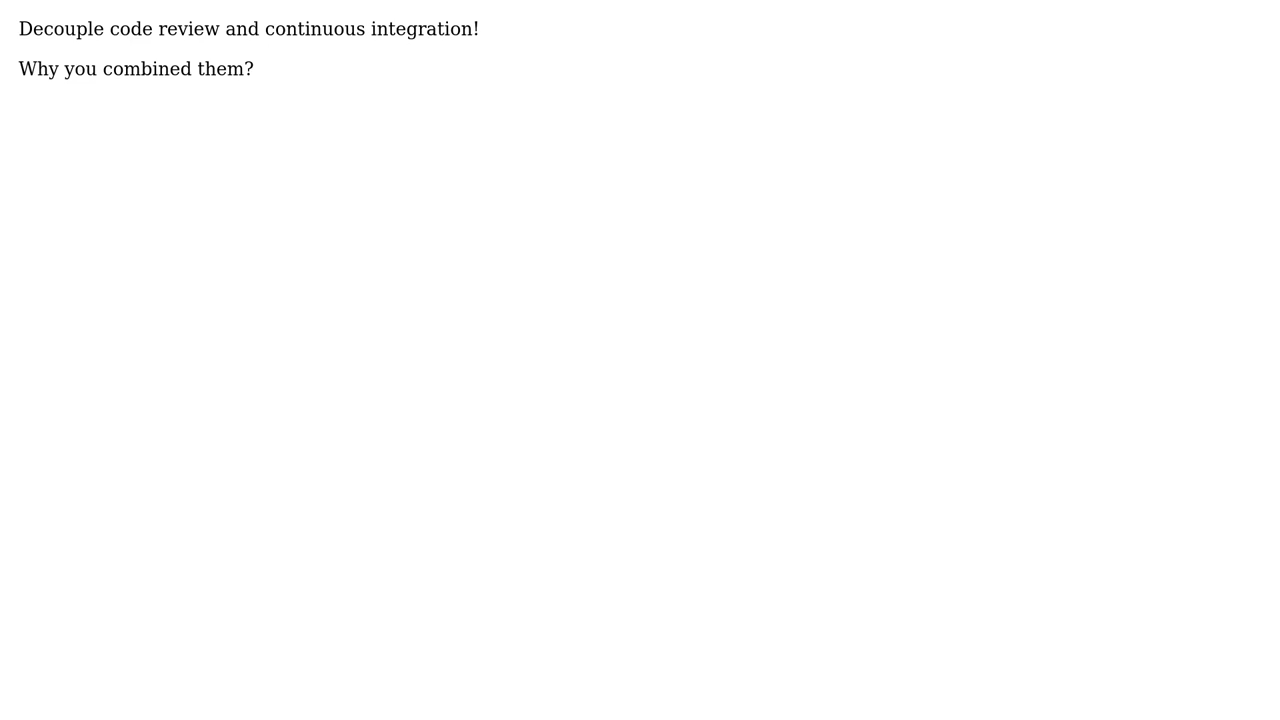 Decouple code review and continuous integration!
Why you combined them?